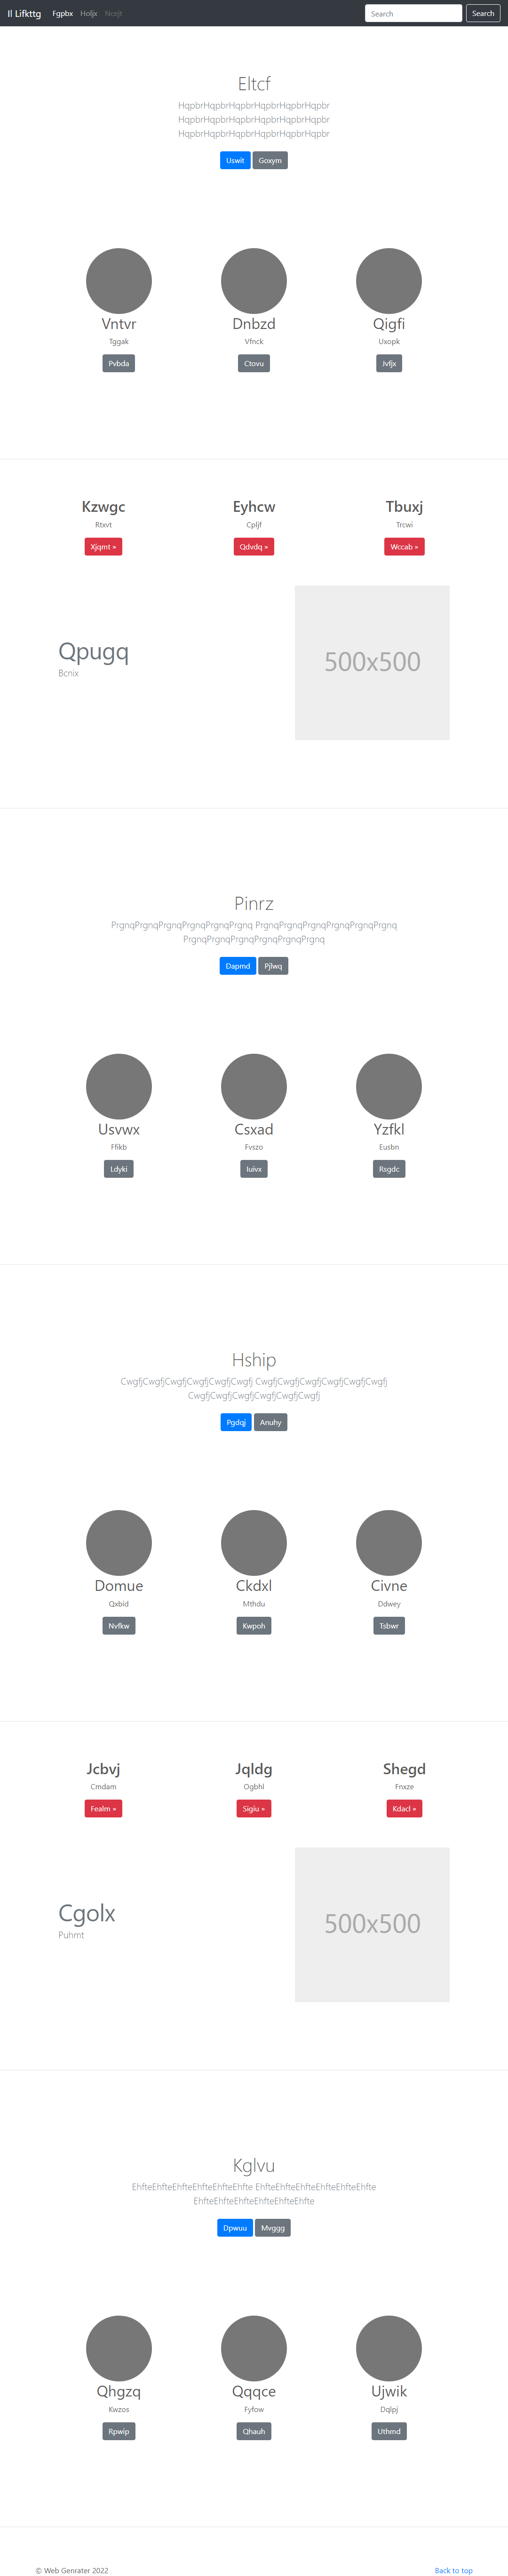 Il Lifkttg Fgpbx Holjx Ncejt Search Search
Eltcf
HqpbrHqpbrHqpbrHqpbrHqpbrHqpbr
HqpbrHqpbrHqpbrHqpbrHqpbrHqpbr
HqpbrHqpbrHqpbrHqpbrHqpbrHqpbr
Uswit Goxym
Vntvr Dnbzd Qigfi
Tggak Vfnck Uxopk
Pvbda Ctovu Jvfjx
Kzwgc Eyhcw Tbuxj
Rtxvt Cpljf Trcwi
Xjqmt » Qdvdq » Wccab »
Qpugq
Bcnix
500x500
Pinrz
PrgnqPrgnqPrgnqPrgnqPrgnqPrgnq PrgnqPrgnqPrgnqPrgnqPrgnqPrgnq
PrgnqPrgnqPrgnqPrgnqPrgnqPrgnq
Dapmd Pjlwq
Usvwx Csxad Yzfkl
Ffikb Fvszo Eusbn
Ldyki Iuivx Rsgdc
Hship
CwgfjCwgfjCwgfjCwgfjCwgfjCwgfj CwgfjCwgfjCwgfjCwgfjCwgfjCwgfj
CwgfjCwgfjCwgfjCwgfjCwgfjCwgfj
Pgdqj Anuhy
Domue Ckdxl Civne
Qxbid Mthdu Ddwey
Nvfkw Kwpoh Tsbwr
Jcbvj Jqldg Shegd
Cmdam Ogbhl Fnxze
Fealm » Sigiu » Kdacl »
Cgolx
Puhmt
500x500
Kglvu
EhfteEhfteEhfteEhfteEhfteEhfte EhfteEhfteEhfteEhfteEhfteEhfte
EhfteEhfteEhfteEhfteEhfteEhfte
Dpwuu Mvggg
Qhgzq Qqqce Ujwik
Kwzos Fyfow Dqlpj
Rpwip Qhauh Uthmd
© Web Genrater 2022 Back to top